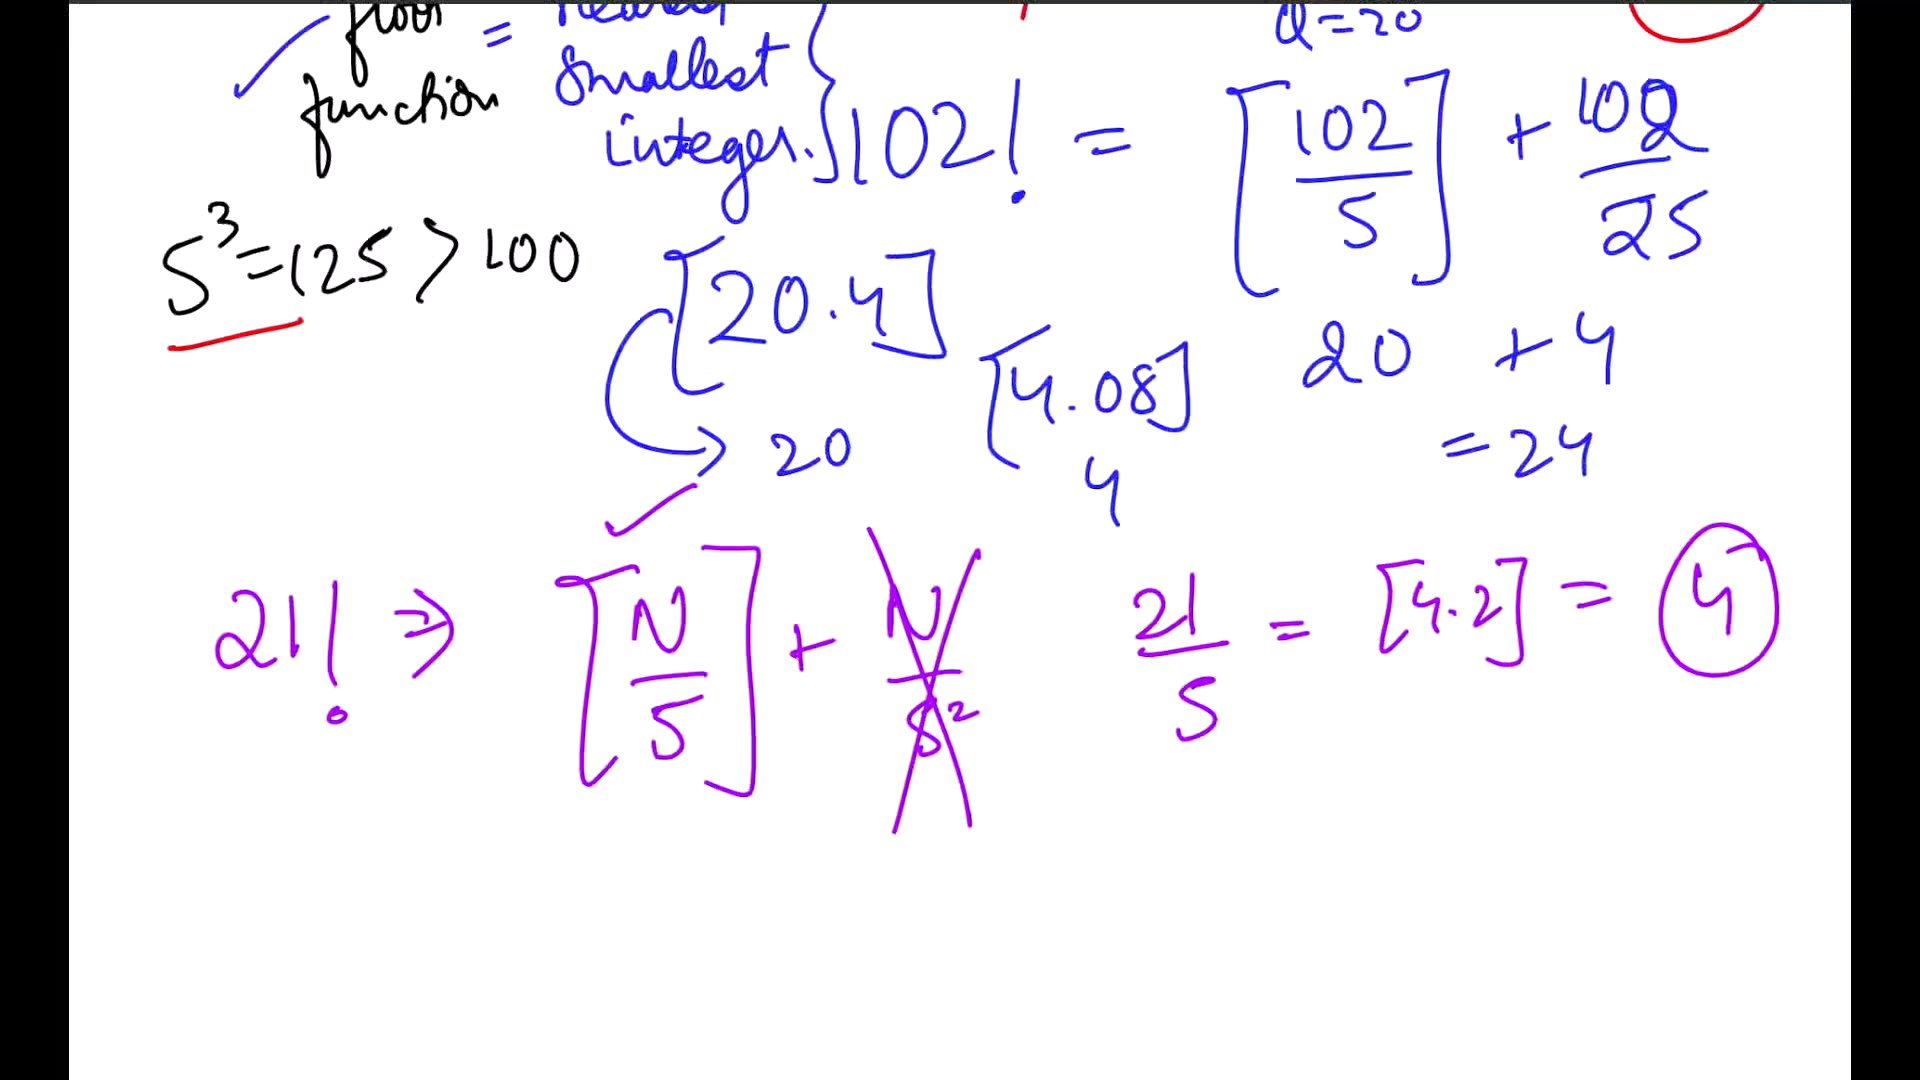 floor = nearest
function smallest
integer.}
Q=20
102! = [102/5] + 102/25
5³=125 > 100
[20.4]
20 + 4
[4.08]
20
4
=24
21! ⇒ [N/5] + N/5²
21/5 = [4.2] = 4